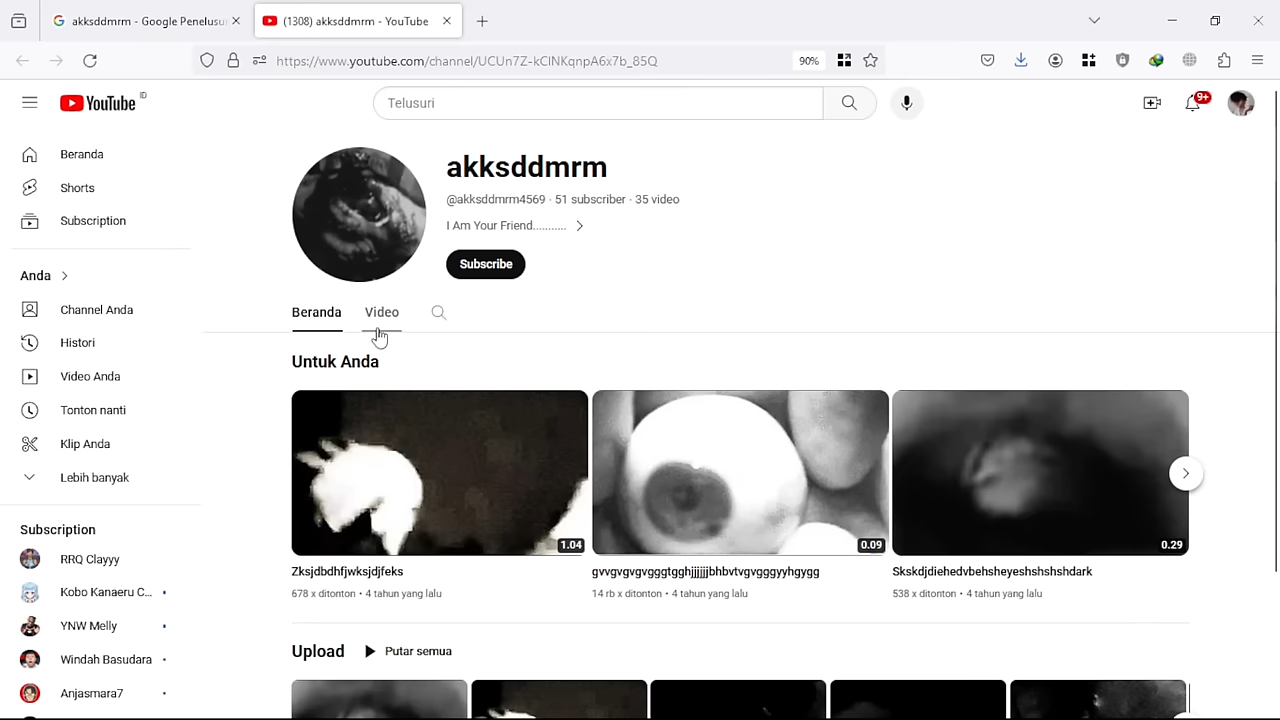 akksddmrm - Google Penelusu
(1308) akksddmrm - YouTube
https://www.youtube.com/channel/UCUn7Z-kCINKqnpA6x7b_85Q
90%
YouTube ID
Telusuri
9+
Beranda
Shorts
Subscription
Anda
Channel Anda
Histori
Video Anda
Tonton nanti
Klip Anda
Lebih banyak
Subscription
RRQ Clayyy
Kobo Kanaeru C...
YNW Melly
Windah Basudara
Anjasmara7
akksddmrm
@akksddmrm4569 · 51 subscriber · 35 video
I Am Your Friend..........
Subscribe
Beranda Video
Untuk Anda
1.04
0.09
0.29
Zksjdbdhfjwksjdjfeks
678 x ditonton • 4 tahun yang lalu
gvvgvgvgvgggtgghjjjjjjbhbvtvgvgggyyhgygg
14 rb x ditonton • 4 tahun yang lalu
Skskdjdiehedvbehsheyeshshshshdark
538 x ditonton • 4 tahun yang lalu
Upload Putar semua